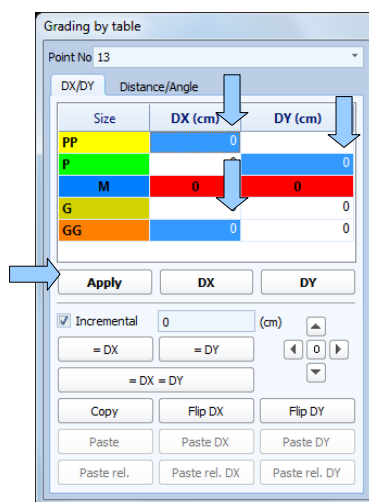 Grading by table
Point No 13
DX/DY Distance/Angle
Size DX (cm) DY (cm)
PP 0
P 0 0
M 0 0
G 0
GG 0 0
Apply DX DY
Incremental 0 (cm)
= DX = DY 0
= DX = DY
Copy Flip DX Flip DY
Paste Paste DX Paste DY
Paste rel. Paste rel. DX Paste rel. DY